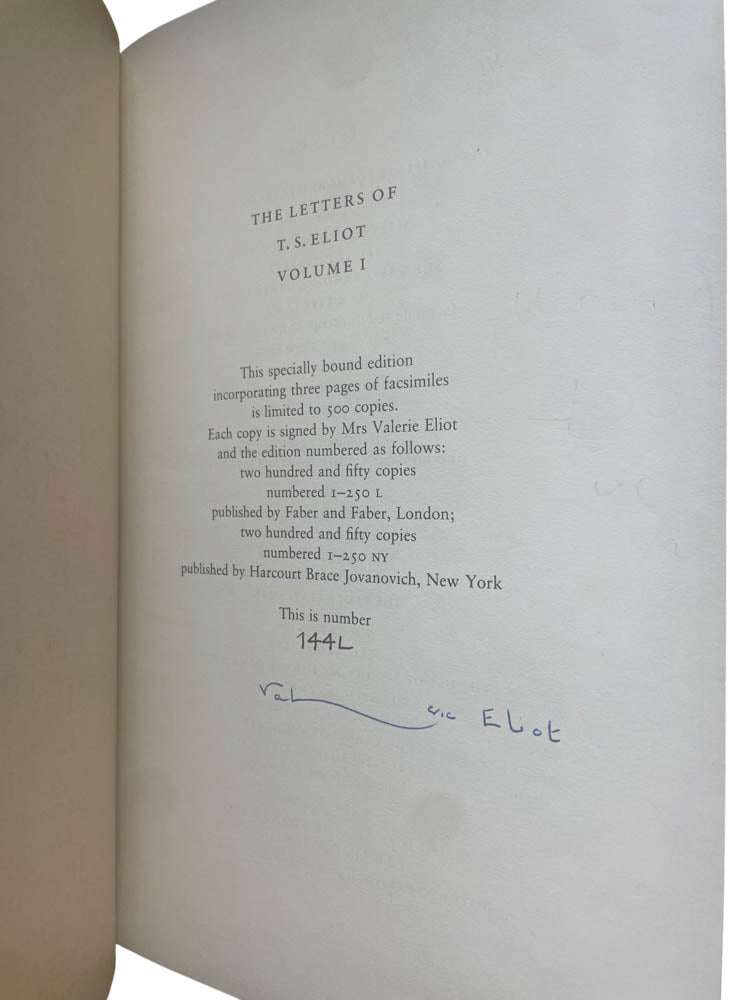 THE LETTERS OF
T. S. ELIOT
VOLUME I
This specially bound edition
incorporating three pages of facsimiles
is limited to 500 copies.
Each copy is signed by Mrs Valerie Eliot
and the edition numbered as follows:
two hundred and fifty copies
numbered 1–250 L
published by Faber and Faber, London;
two hundred and fifty copies
numbered 1–250 NY
published by Harcourt Brace Jovanovich, New York
This is number
144L
Valerie Eliot